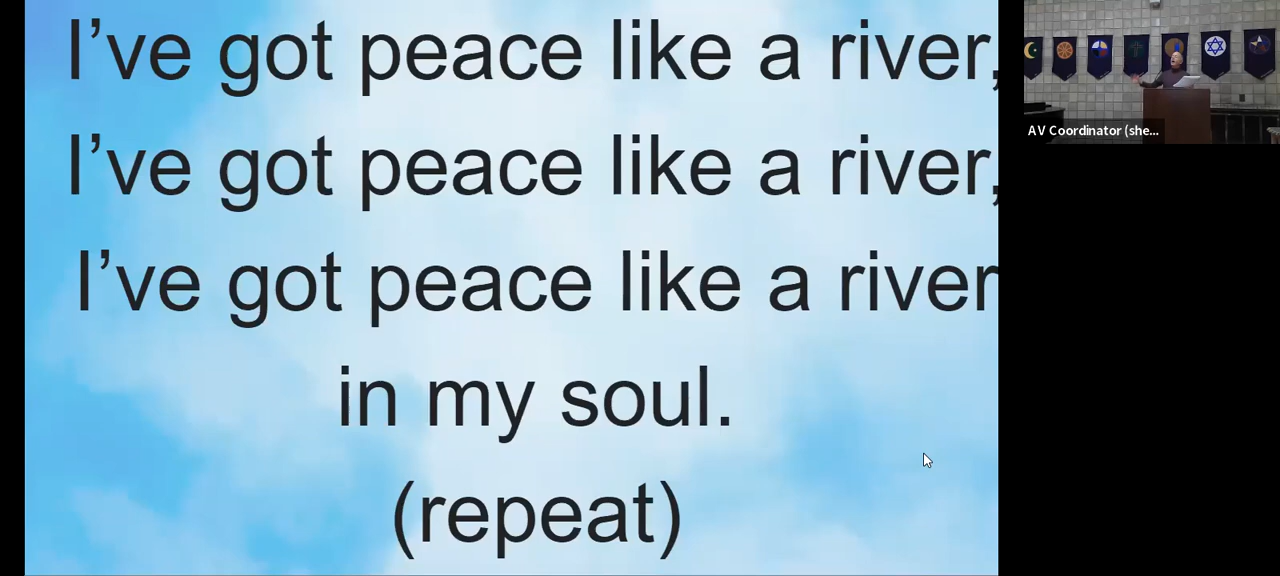 I’ve got peace like a river,
I’ve got peace like a river,
I’ve got peace like a river
in my soul.
(repeat)
AV Coordinator (she...